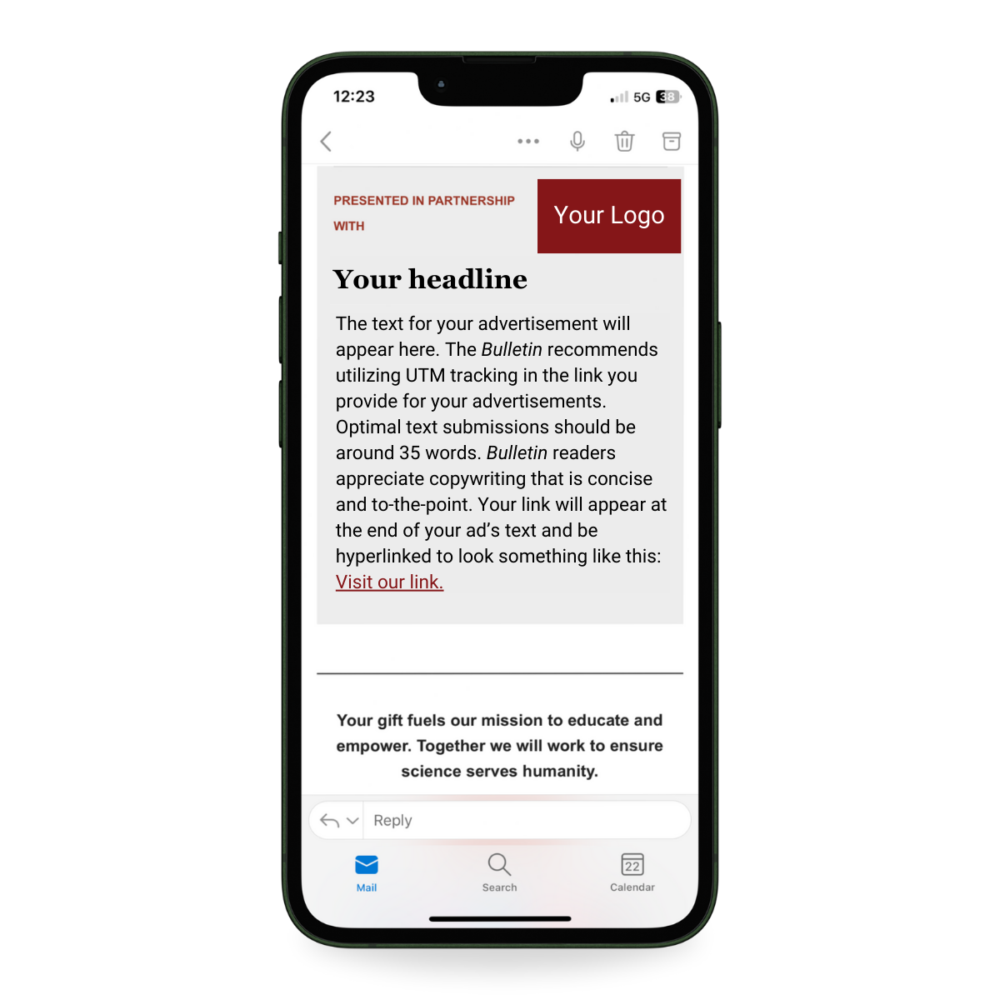 12:23
5G
38
PRESENTED IN PARTNERSHIP
WITH
Your Logo
Your headline
The text for your advertisement will
appear here. The Bulletin recommends
utilizing UTM tracking in the link you
provide for your advertisements.
Optimal text submissions should be
around 35 words. Bulletin readers
appreciate copywriting that is concise
and to-the-point. Your link will appear at
the end of your ad’s text and be
hyperlinked to look something like this:
Visit our link.
Your gift fuels our mission to educate and
empower. Together we will work to ensure
science serves humanity.
Reply
22
Mail
Search
Calendar